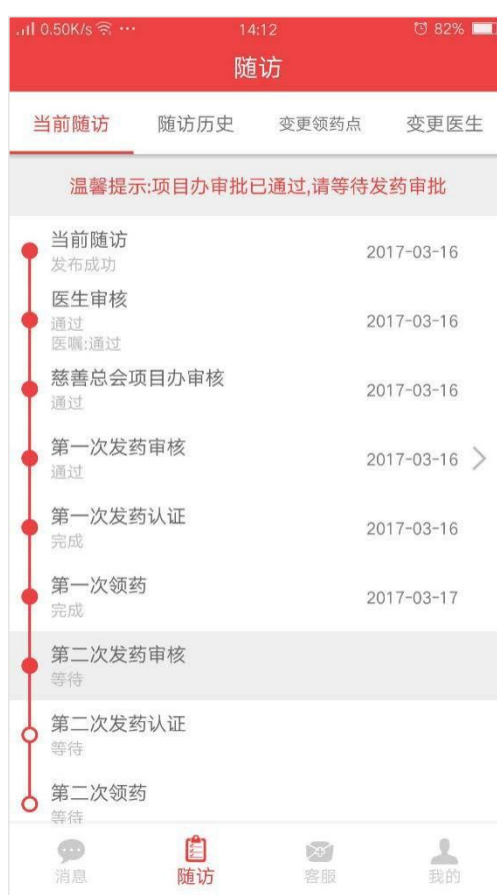 0.50K/s ··· 14:12 82%
随访
当前随访 随访历史 变更领药点 变更医生
温馨提示:项目办审批已通过,请等待发药审批
当前随访
发布成功
2017-03-16
医生审核
通过
医嘱:通过
2017-03-16
慈善总会项目办审核
通过
2017-03-16
第一次发药审核
通过
2017-03-16
第一次发药认证
完成
2017-03-16
第一次领药
完成
2017-03-17
第二次发药审核
等待
第二次发药认证
等待
第二次领药
等待
消息 随访 客服 我的